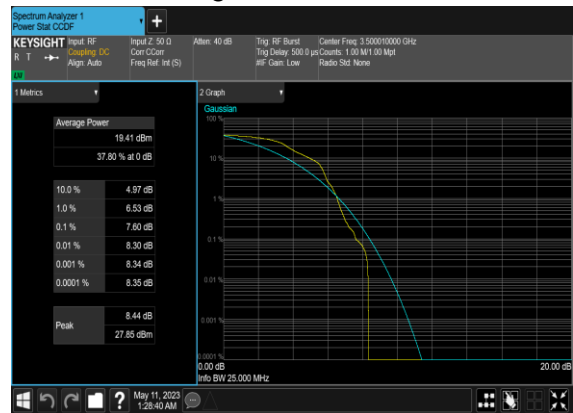 Spectrum Analyzer 1
Power Stat CCDF
KEYSIGHT
R T
LW
Input: RF
Coupling: DC
Align: Auto
Input Z: 50 Ω
Corr CCorr
Freq Ref: Int (S)
Atten: 40 dB
Trig: RF Burst
Trig Delay: 500.0 µs
#IF Gain: Low
Center Freq: 3.500010000 GHz
Counts: 1.00 M/1.00 Mpt
Radio Std: None
1 Metrics
Average Power
19.41 dBm
37.80 % at 0 dB
10.0 % 4.97 dB
1.0 % 6.53 dB
0.1 % 7.60 dB
0.01 % 8.30 dB
0.001 % 8.34 dB
0.0001 % 8.35 dB
Peak
8.44 dB
27.85 dBm
2 Graph
Gaussian
100 %
10 %
1 %
0.1 %
0.01 %
0.001 %
0.0001 %
0.00 dB 20.00 dB
Info BW 25.000 MHz
?
May 11, 2023
1:28:40 AM